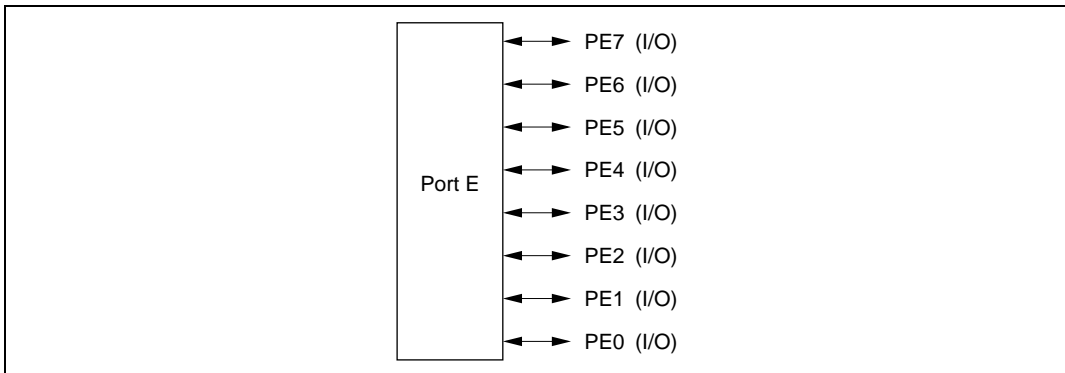 PE7 (I/O)
PE6 (I/O)
PE5 (I/O)
PE4 (I/O)
Port E
PE3 (I/O)
PE2 (I/O)
PE1 (I/O)
PE0 (I/O)